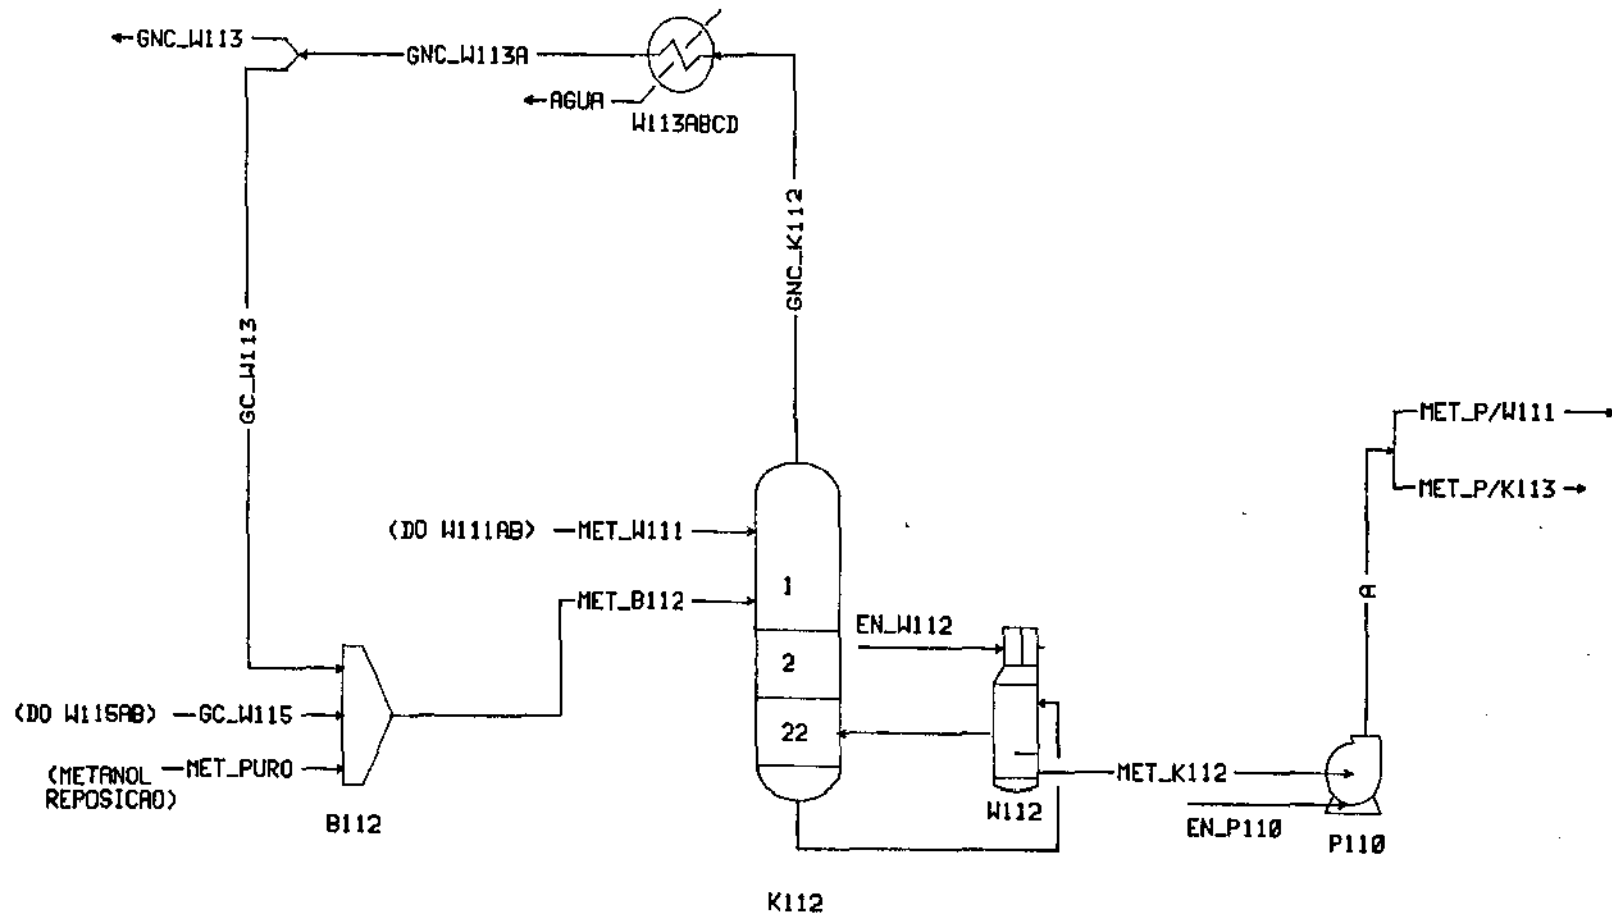 GNC_W113
GNC_W113A
AGUA
W113ABCD
GNC_K112
GC_W113
MET_P/W111
MET_P/K113
(DO W111AB) MET_W111
1
MET_B112
A
EN_W112
2
(DO W115AB) GC_W115
22
(METANOL
REPOSICAO)
MET_PURO
MET_K112
W112
B112
EN_P110
P110
K112